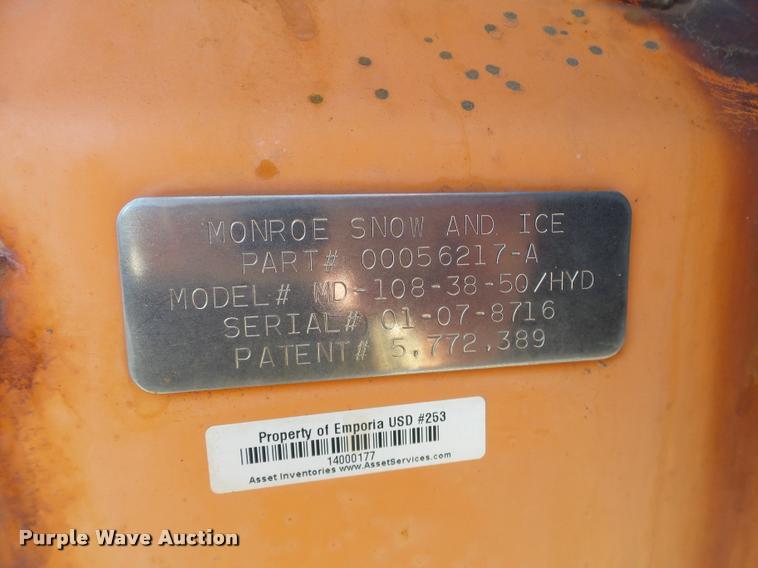 MONROE SNOW AND ICE
PART# 00056217-A
MODEL# MD-108-38-50/HYD
SERIAL# 01-07-8716
PATENT# 5,772,389
Property of Emporia USD #253
14000177
Asset Inventories www.AssetServices.com
Purple Wave Auction